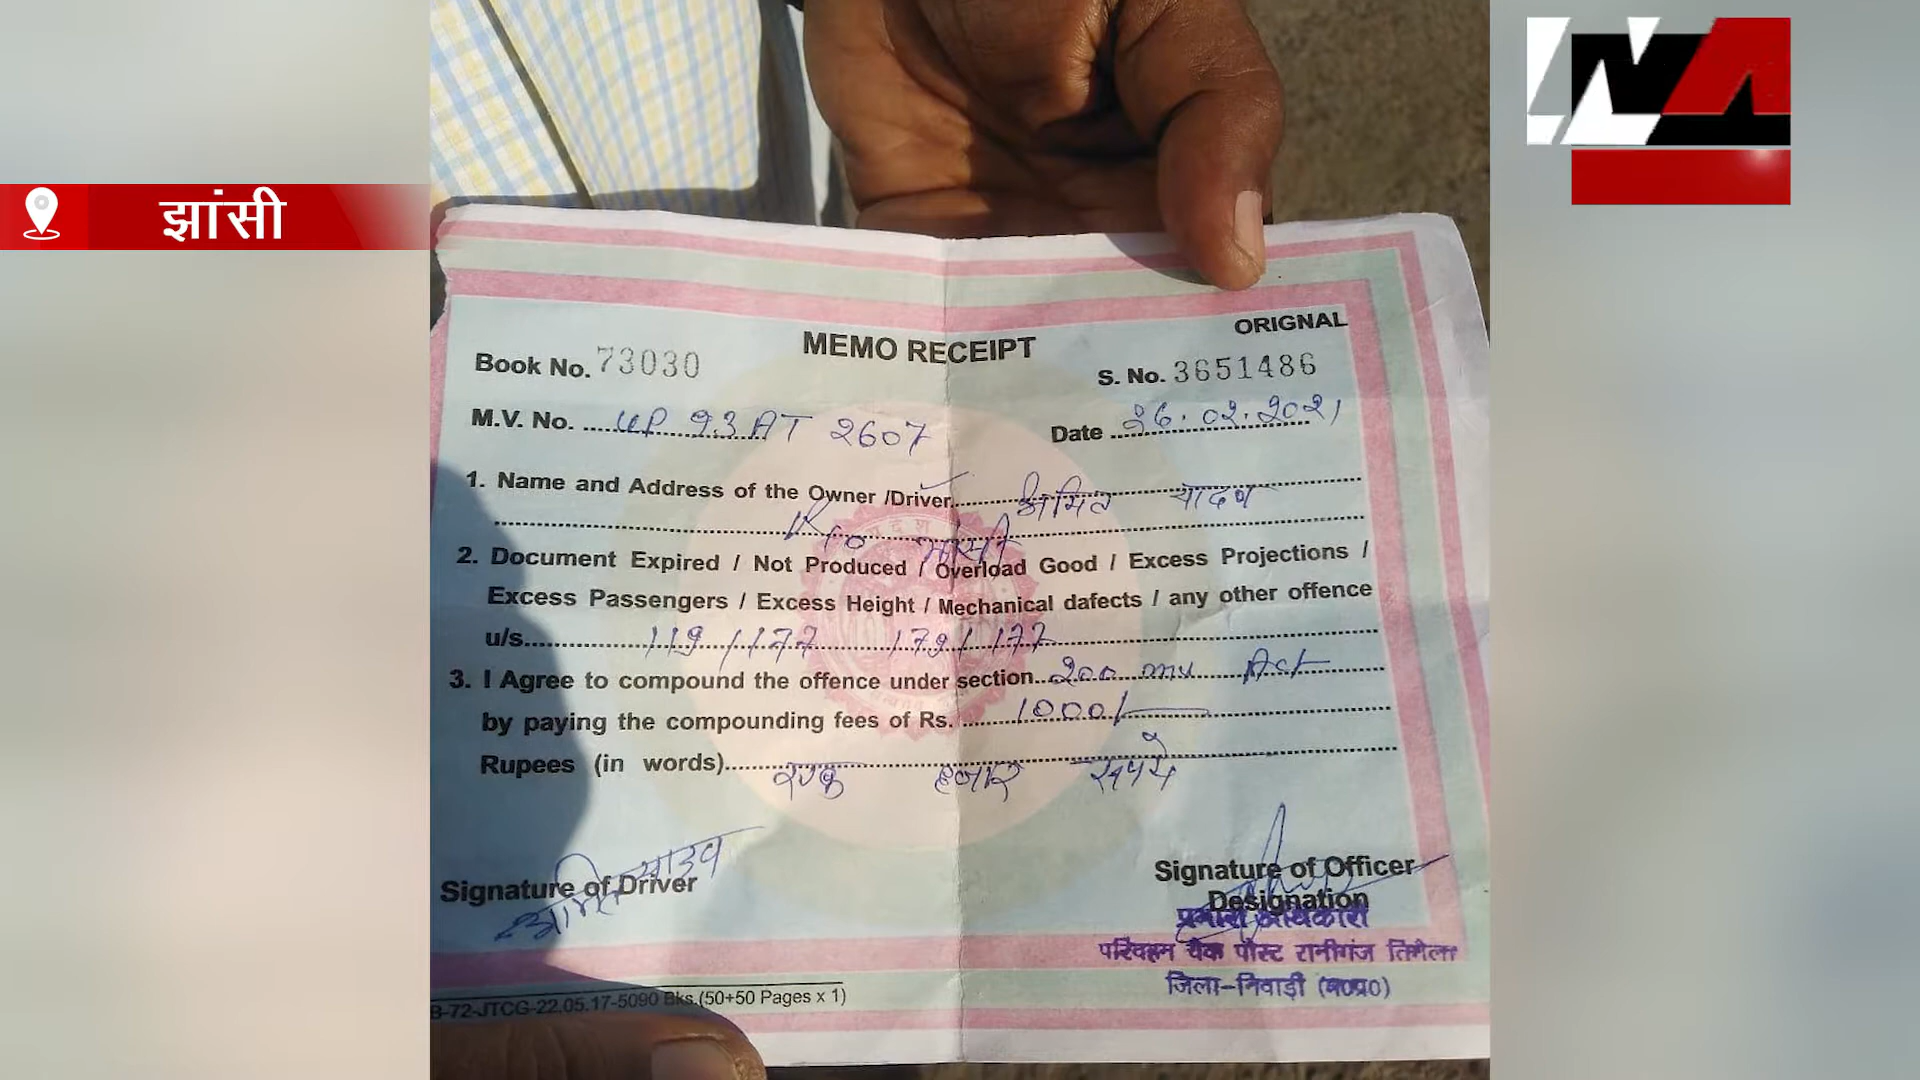 झांसी
ORIGNAL
MEMO RECEIPT
Book No. 73030
S. No. 3651486
M.V. No. UP 93 AT 2607
Date 26.02.2021
1. Name and Address of the Owner /Driver अमित यादव
R/o झांसी
2. Document Expired / Not Produced / Overload Good / Excess Projections /
Excess Passengers / Excess Height / Mechanical dafects / any other offence
u/s 119/177 179/177
3. I Agree to compound the offence under section 200 mv Act
by paying the compounding fees of Rs. 1000/-
Rupees (in words) एक हजार रूपये
अमित यादव
Signature of Driver
Signature of Officer
Designation
प्रभारी अधिकारी
परिवहन चैक पोस्ट रानीगंज तिगैला
जिला-निवाड़ी (म०प्र०)
B-72-JTCG-22.05.17-5090 Bks.(50+50 Pages x 1)